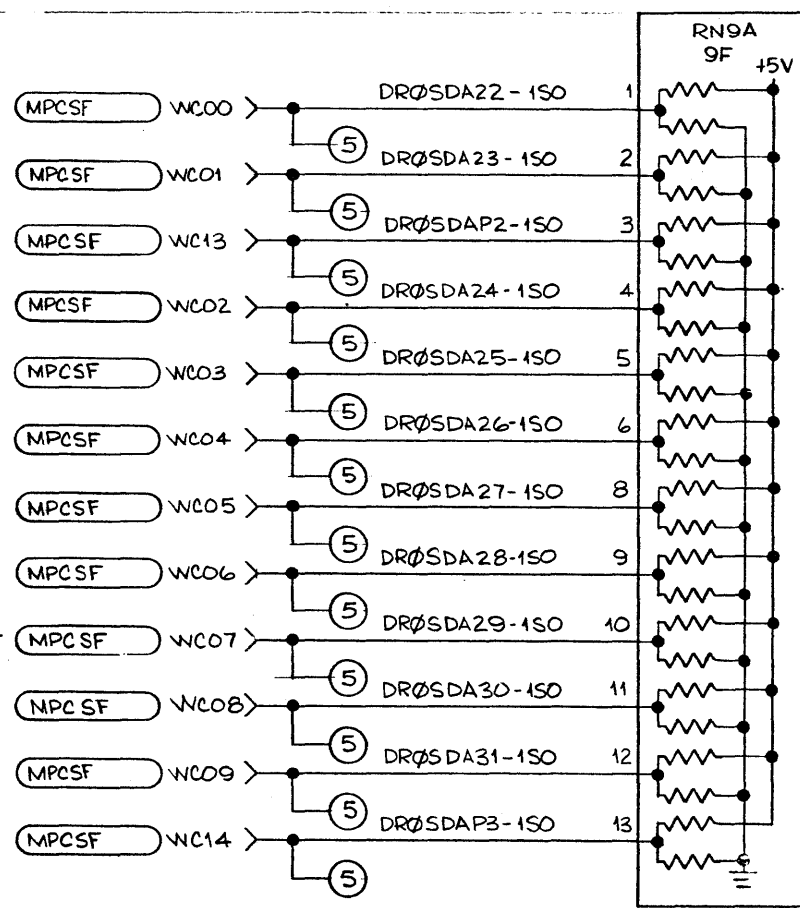 RN9A
9F
+5V
MPCSF WC00 DRØSDA22-1SO 1
5
MPCSF WC01 DRØSDA23-1SO 2
5
MPCSF WC13 DRØSDAP2-1SO 3
5
MPCSF WC02 DRØSDA24-1SO 4
5
MPCSF WC03 DRØSDA25-1SO 5
5
MPCSF WC04 DRØSDA26-1SO 6
5
MPCSF WC05 DRØSDA27-1SO 8
5
MPCSF WC06 DRØSDA28-1SO 9
5
MPCSF WC07 DRØSDA29-1SO 10
5
MPCSF WC08 DRØSDA30-1SO 11
5
MPCSF WC09 DRØSDA31-1SO 12
5
MPCSF WC14 DRØSDAP3-1SO 13
5